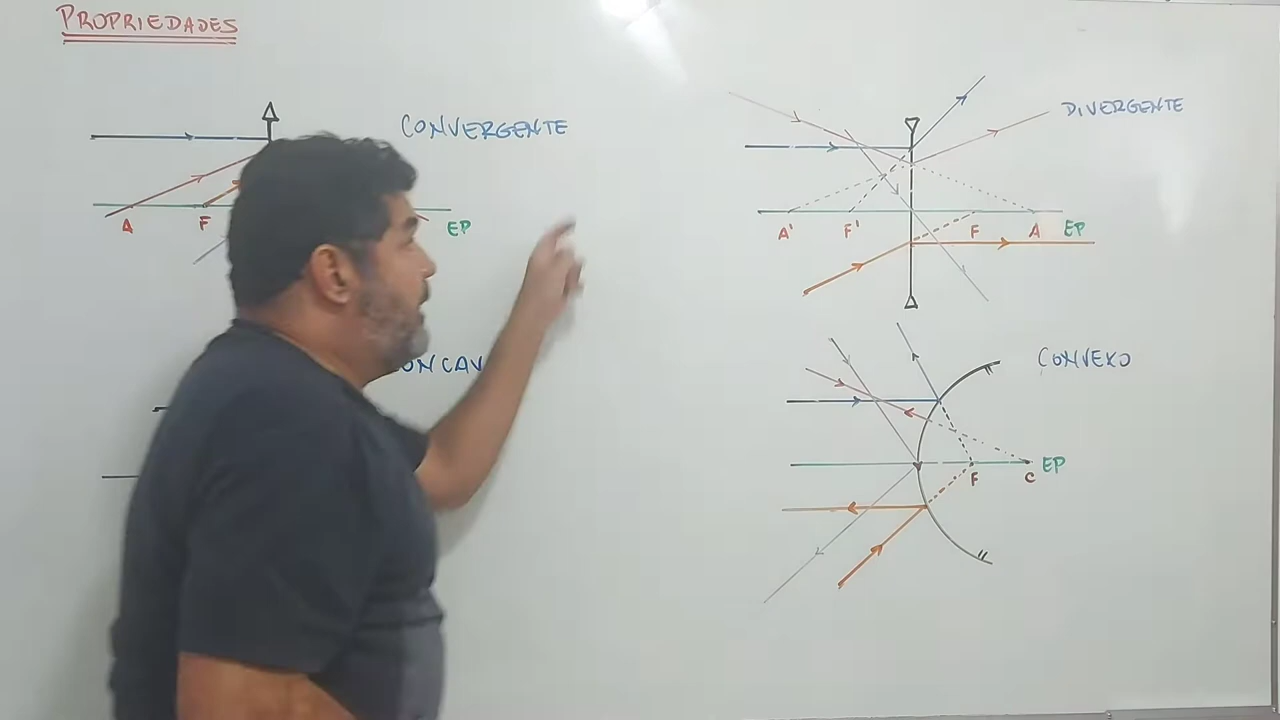 PROPRIEDADES
CONVERGENTE
A
F
EP
DIVERGENTE
A'
F'
F
A
EP
CONVEXO
F
C
EP